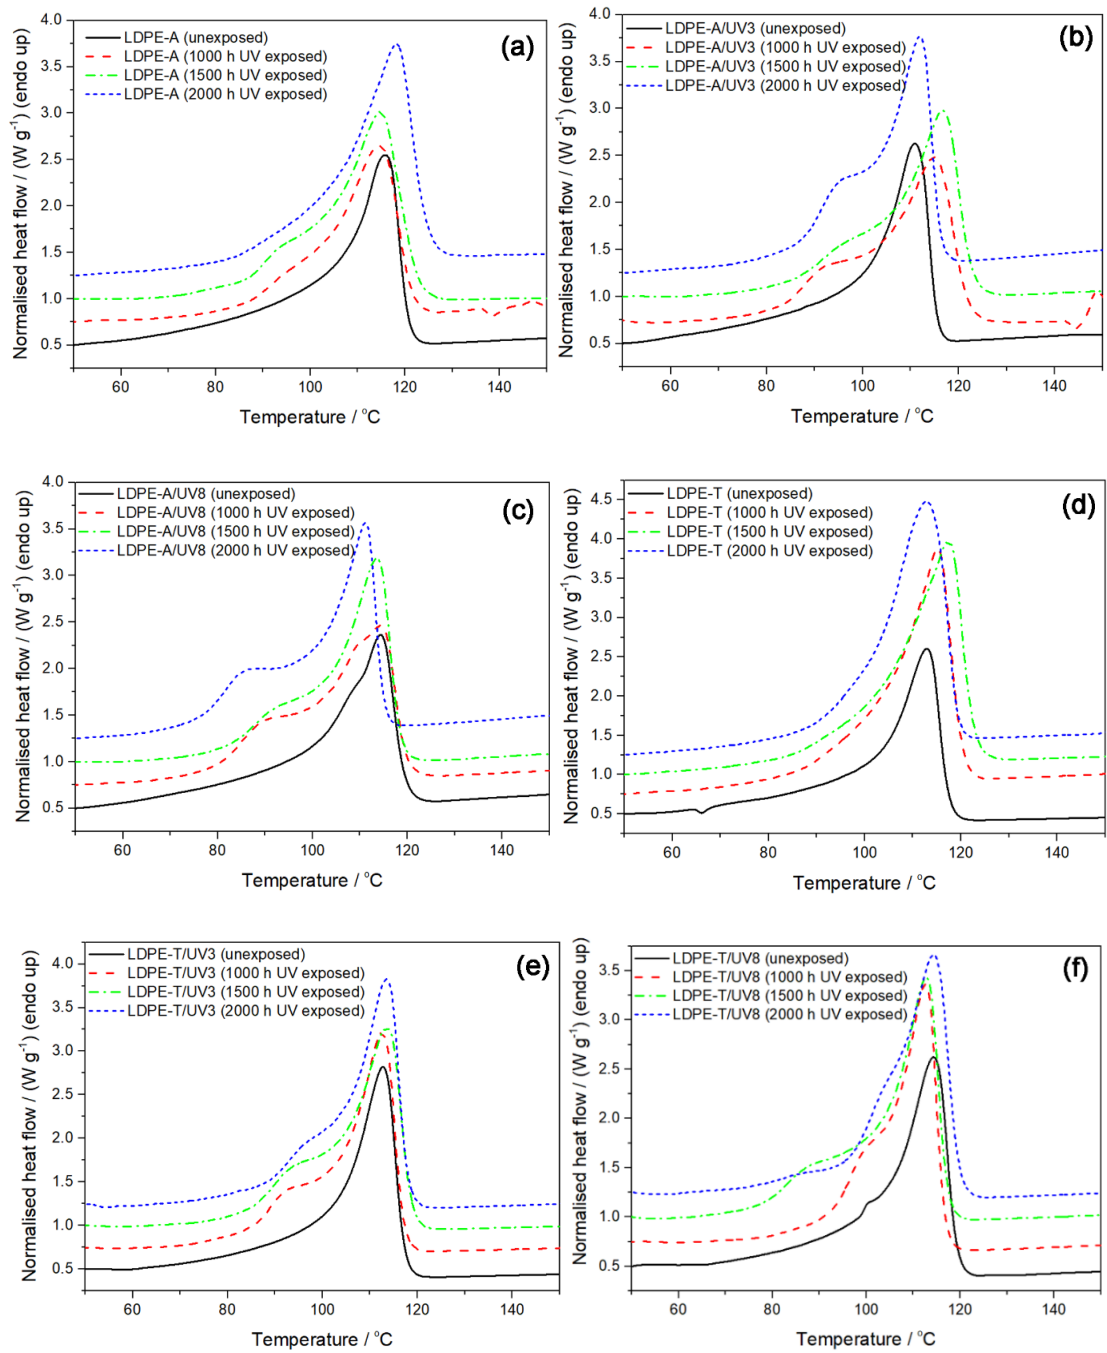 LDPE-A (unexposed)
LDPE-A (1000 h UV exposed)
LDPE-A (1500 h UV exposed)
LDPE-A (2000 h UV exposed)
(a)
Normalised heat flow / (W g⁻¹) (endo up)
4.0
3.5
3.0
2.5
2.0
1.5
1.0
0.5
60 80 100 120 140
Temperature / °C
LDPE-A/UV3 (unexposed)
LDPE-A/UV3 (1000 h UV exposed)
LDPE-A/UV3 (1500 h UV exposed)
LDPE-A/UV3 (2000 h UV exposed)
(b)
Normalised heat flow / (W g⁻¹) (endo up)
4.0
3.5
3.0
2.5
2.0
1.5
1.0
0.5
60 80 100 120 140
Temperature / °C
LDPE-A/UV8 (unexposed)
LDPE-A/UV8 (1000 h UV exposed)
LDPE-A/UV8 (1500 h UV exposed)
LDPE-A/UV8 (2000 h UV exposed)
(c)
Normalised heat flow / (W g⁻¹) (endo up)
4.0
3.5
3.0
2.5
2.0
1.5
1.0
0.5
60 80 100 120 140
Temperature / °C
LDPE-T (unexposed)
LDPE-T (1000 h UV exposed)
LDPE-T (1500 h UV exposed)
LDPE-T (2000 h UV exposed)
(d)
Normalised heat flow / (W g⁻¹) (endo up)
4.5
4.0
3.5
3.0
2.5
2.0
1.5
1.0
0.5
60 80 100 120 140
Temperature / °C
LDPE-T/UV3 (unexposed)
LDPE-T/UV3 (1000 h UV exposed)
LDPE-T/UV3 (1500 h UV exposed)
LDPE-T/UV3 (2000 h UV exposed)
(e)
Normalised heat flow / (W g⁻¹) (endo up)
4.0
3.5
3.0
2.5
2.0
1.5
1.0
0.5
60 80 100 120 140
Temperature / °C
LDPE-T/UV8 (unexposed)
LDPE-T/UV8 (1000 h UV exposed)
LDPE-T/UV8 (1500 h UV exposed)
LDPE-T/UV8 (2000 h UV exposed)
(f)
Normalised heat flow / (W g⁻¹) (endo up)
3.5
3.0
2.5
2.0
1.5
1.0
0.5
60 80 100 120 140
Temperature / °C